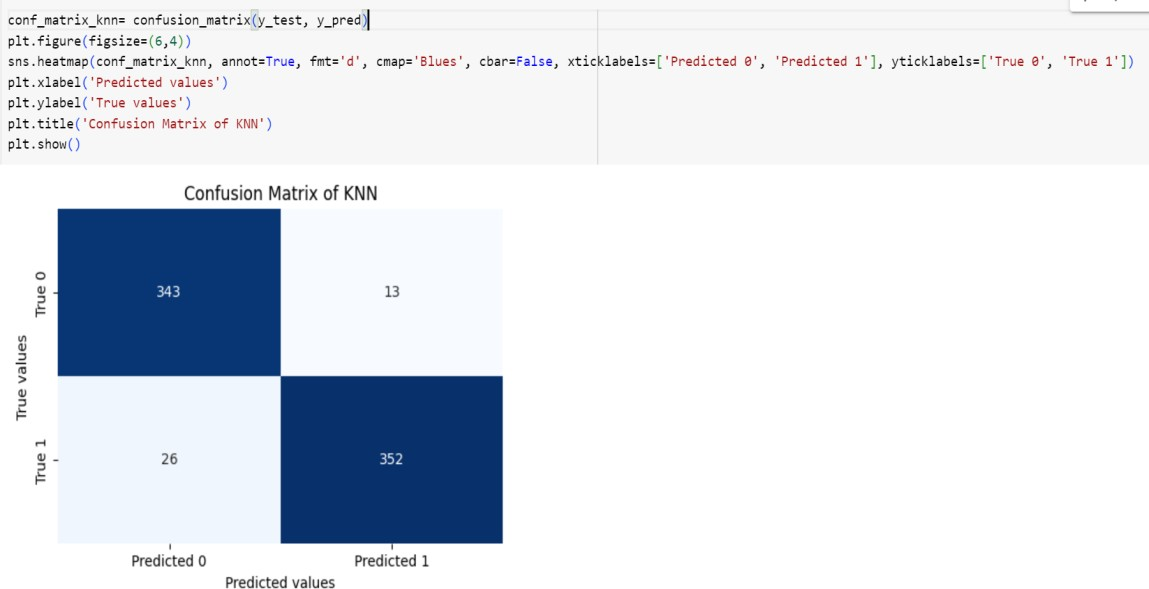 conf_matrix_knn= confusion_matrix(y_test, y_pred)
plt.figure(figsize=(6,4))
sns.heatmap(conf_matrix_knn, annot=True, fmt='d', cmap='Blues', cbar=False, xticklabels=['Predicted 0', 'Predicted 1'], yticklabels=['True 0', 'True 1'])
plt.xlabel('Predicted values')
plt.ylabel('True values')
plt.title('Confusion Matrix of KNN')
plt.show()
Confusion Matrix of KNN
True values
True 0
343 13
True 1
26 352
Predicted 0 Predicted 1
Predicted values